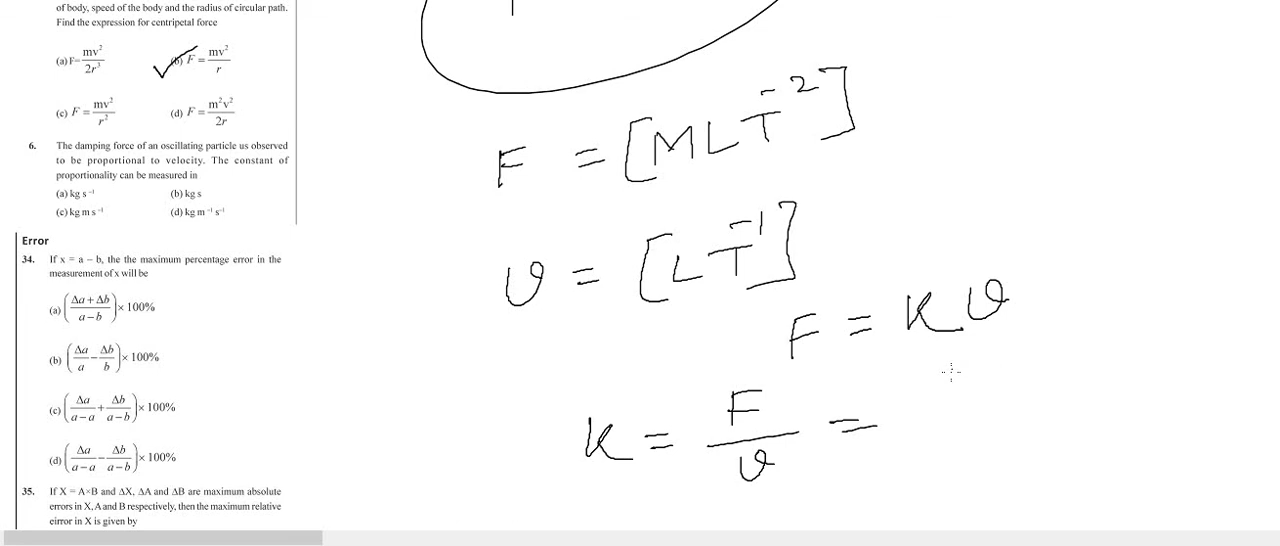 of body, speed of the body and the radius of circular path.
Find the expression for centripetal force
(a) F= mv²/2r³ (b) F = mv²/r
(c) F = mv²/r² (d) F = m²v²/2r
6. The damping force of an oscillating particle us observed
to be proportional to velocity. The constant of
proportionality can be measured in
(a) kg s⁻¹ (b) kg s
(c) kg m s⁻¹ (d) kg m⁻¹ s⁻¹
Error
34. If x = a – b, the the maximum percentage error in the
measurement of x will be
(a) (Δa + Δb / a – b) × 100%
(b) (Δa/a – Δb/b) × 100%
(c) (Δa/a – a + Δb/a – b) × 100%
(d) (Δa/a – a – Δb/a – b) × 100%
35. If X = A×B and ΔX, ΔA and ΔB are maximum absolute
errors in X, A and B respectively, then the maximum relative
eirror in X is given by
F = [MLT⁻²]
v = [LT⁻¹]
F = Kv
K = F/v =